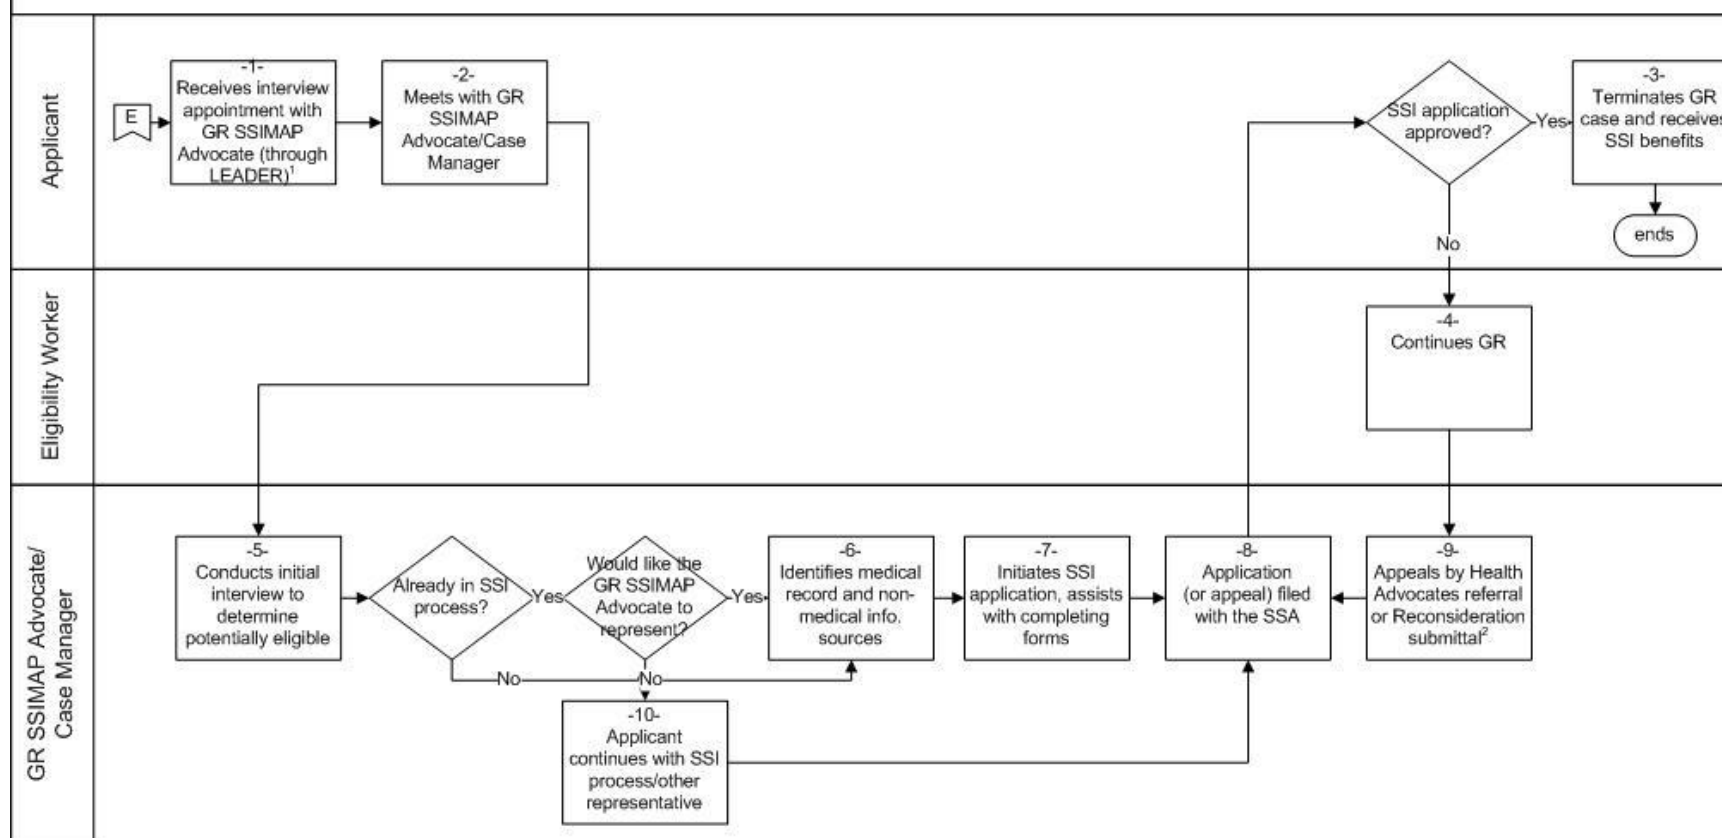 Applicant
E
-1-
Receives interview
appointment with
GR SSIMAP
Advocate (through
LEADER)1
-2-
Meets with GR
SSIMAP
Advocate/Case
Manager
SSI application
approved?
Yes
-3-
Terminates GR
case and receives
SSI benefits
ends
No
Eligibility Worker
-4-
Continues GR
GR SSIMAP Advocate/
Case Manager
-5-
Conducts initial
interview to
determine
potentially eligible
Already in SSI
process?
Yes
Would like the
GR SSIMAP
Advocate to
represent?
Yes
-6-
Identifies medical
record and non-
medical info.
sources
-7-
Initiates SSI
application, assists
with completing
forms
-8-
Application
(or appeal) filed
with the SSA
-9-
Appeals by Health
Advocates referral
or Reconsideration
submittal2
No
No
-10-
Applicant
continues with SSI
process/other
representative